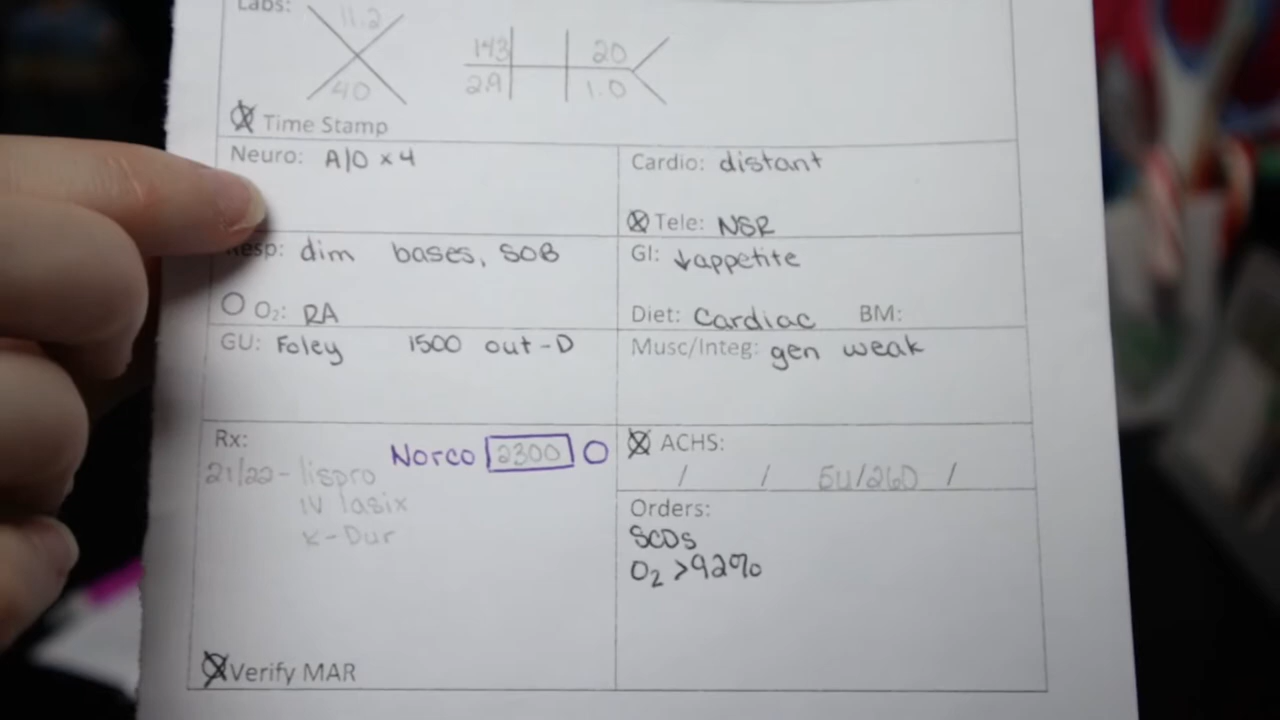 Labs:
11.2
40
143 20
2.9 1.0
Time Stamp
Neuro: A/O x4
Cardio: distant
Tele: NSR
Resp: dim bases, SOB
O2: RA
GI: ↓appetite
Diet: Cardiac BM:
GU: Foley 1500 out-D
Musc/Integ: gen weak
Rx:
Norco 2300
21/22- lispro
IV lasix
K-Dur
Verify MAR
ACHS:
/ / 5U/260 /
Orders:
SCDs
O2 >92%